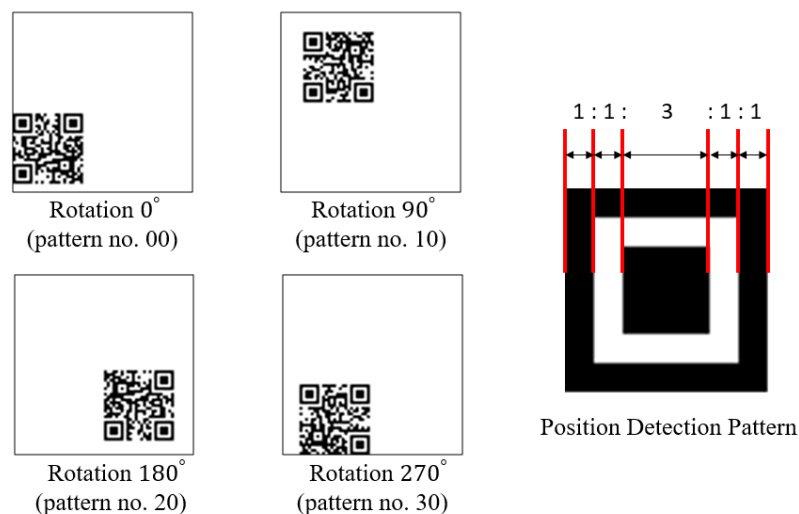 Rotation 0°
(pattern no. 00)
Rotation 90°
(pattern no. 10)
Rotation 180°
(pattern no. 20)
Rotation 270°
(pattern no. 30)
1 : 1 : 3 : 1 : 1
Position Detection Pattern